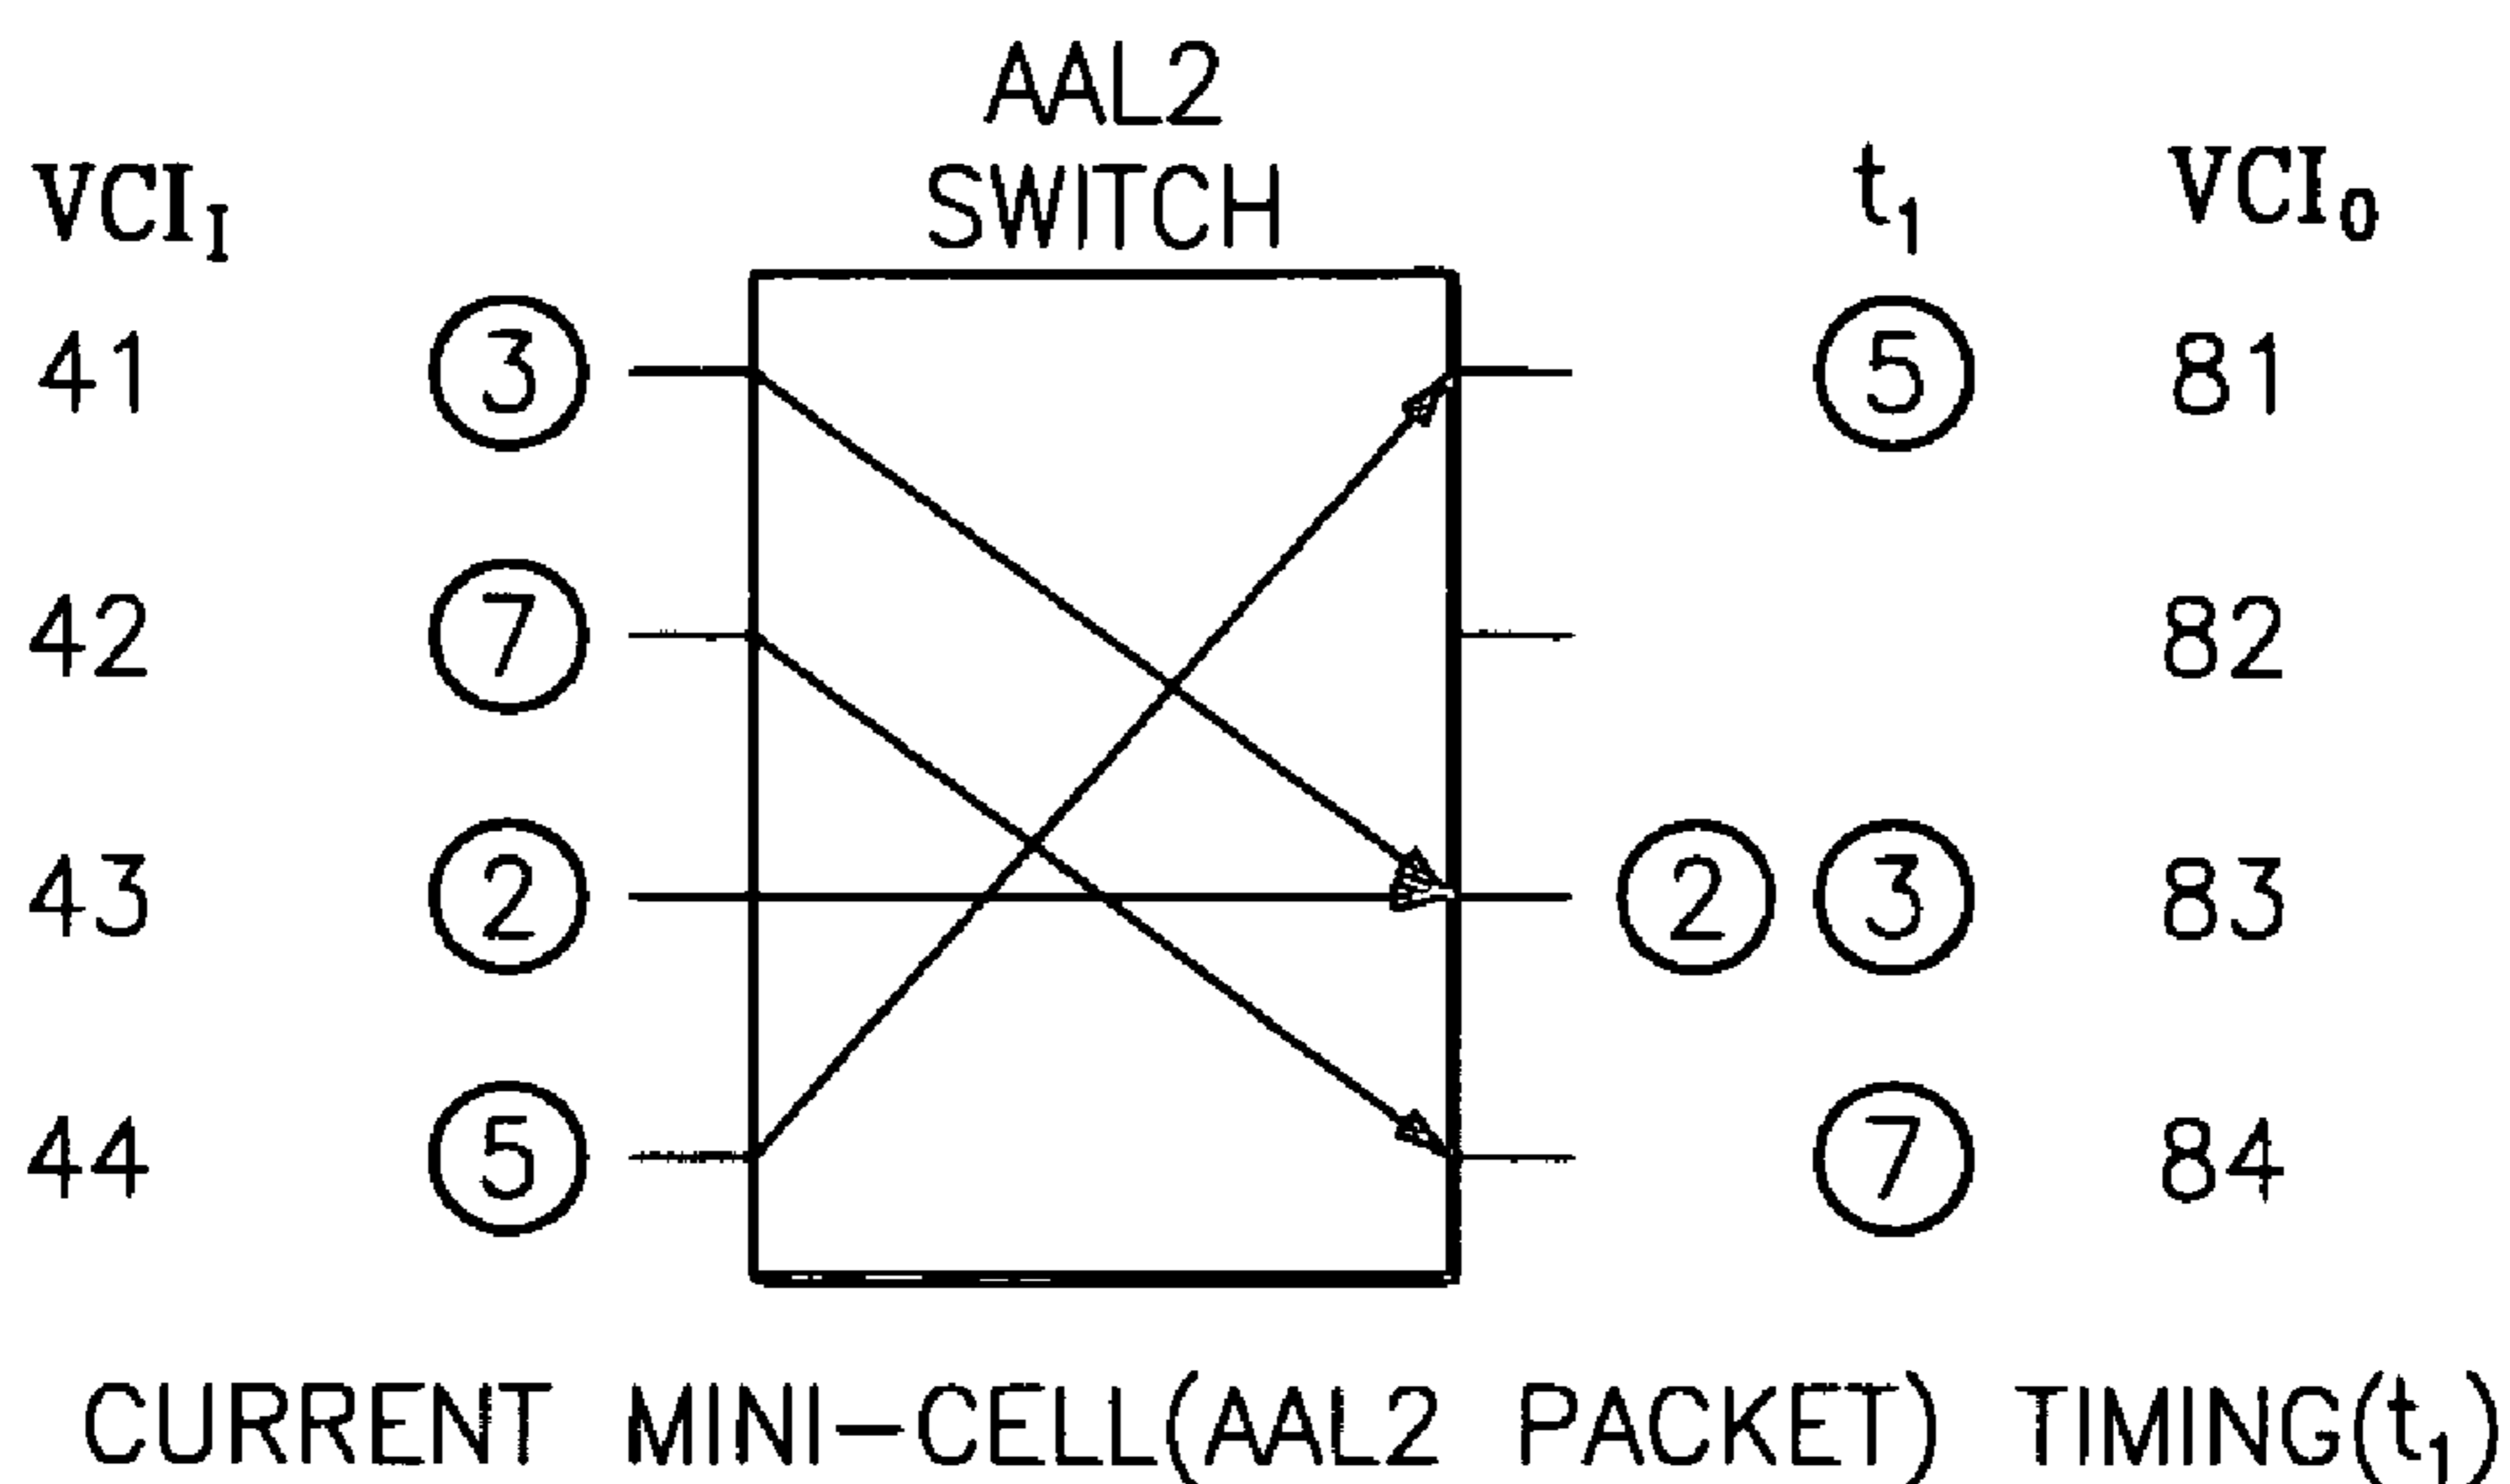 AAL2
SWITCH
VCI_I t_1 VCI_0
41 3 5 81
42 7 82
43 2 2 3 83
44 5 7 84
CURRENT MINI-CELL(AAL2 PACKET) TIMING(t_1)